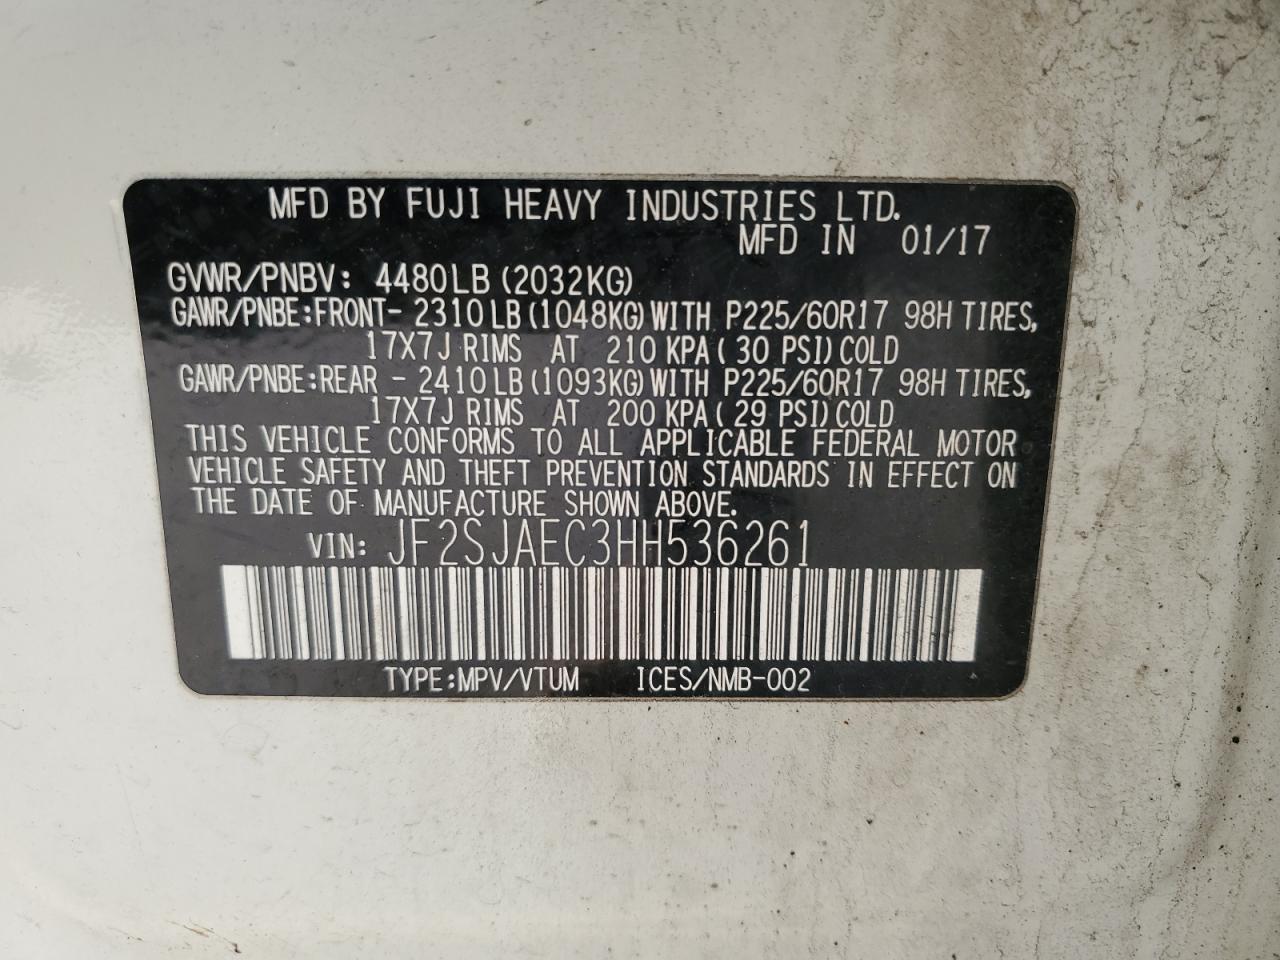 MFD BY FUJI HEAVY INDUSTRIES LTD.
MFD IN 01/17
GVWR/PNBV: 4480LB (2032KG)
GAWR/PNBE:FRONT- 2310 LB (1048KG) WITH P225/60R17 98H TIRES,
17X7J RIMS AT 210 KPA ( 30 PSI) COLD
GAWR/PNBE:REAR - 2410LB (1093KG) WITH P225/60R17 98H TIRES,
17X7J RIMS AT 200 KPA ( 29 PSI) COLD
THIS VEHICLE CONFORMS TO ALL APPLICABLE FEDERAL MOTOR
VEHICLE SAFETY AND THEFT PREVENTION STANDARDS IN EFFECT ON
THE DATE OF MANUFACTURE SHOWN ABOVE.
VIN: JF2SJAEC3HH536261
TYPE:MPV/VTUM ICES/NMB-002